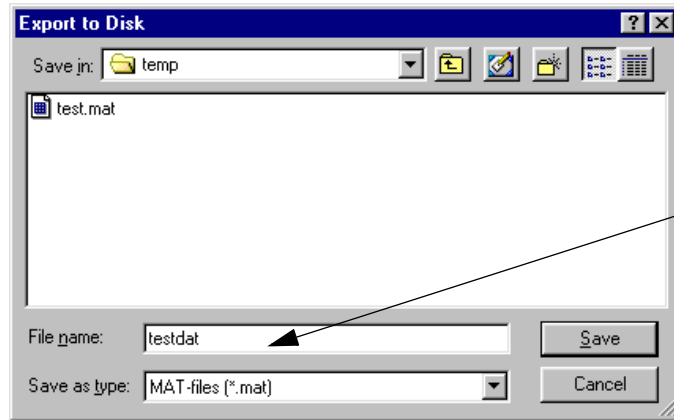 Export to Disk
Save in: temp
test.mat
File name: testdat Save
Save as type: MAT-files (*.mat) Cancel